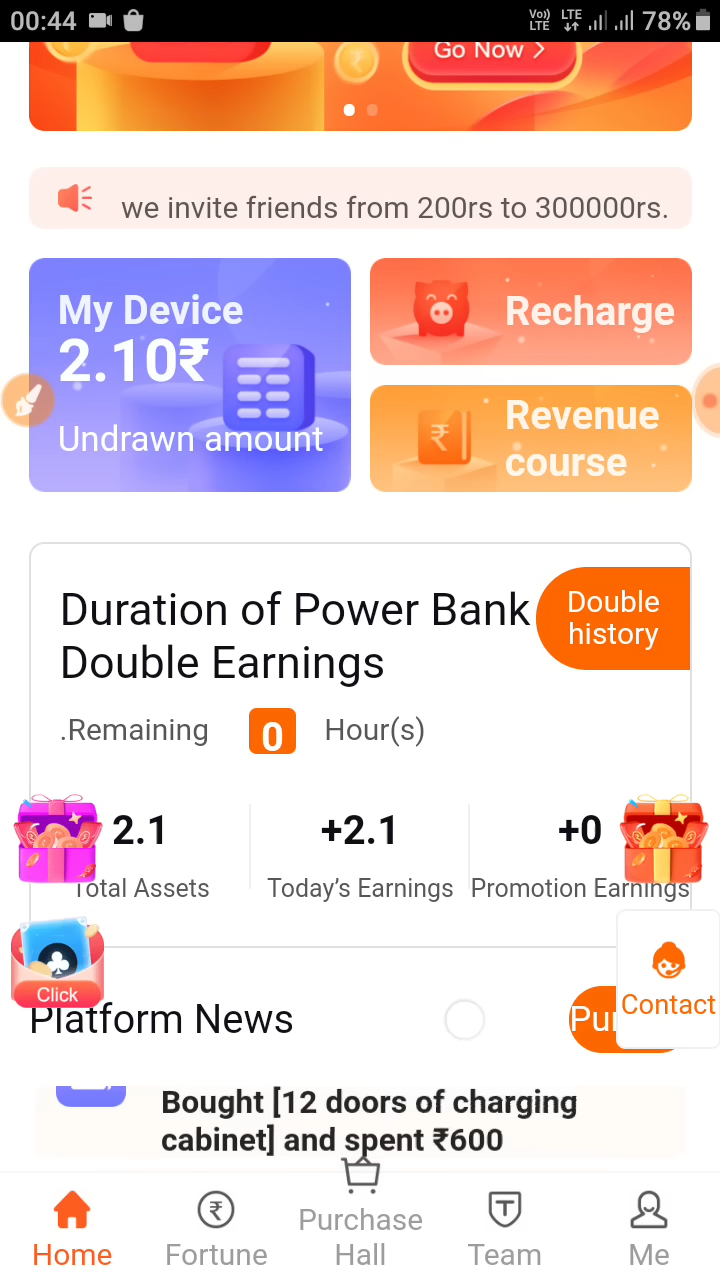 00:44
Vo)) LTE LTE 78%
Go Now >
we invite friends from 200rs to 300000rs.
My Device
2.10₹
Undrawn amount
Recharge
Revenue
course
Duration of Power Bank
Double Earnings
Double
history
.Remaining 0 Hour(s)
2.1 +2.1 +0
Total Assets Today's Earnings Promotion Earnings
Click
Contact
Platform News
Bought [12 doors of charging
cabinet] and spent ₹600
Home Fortune Purchase
Hall Team Me